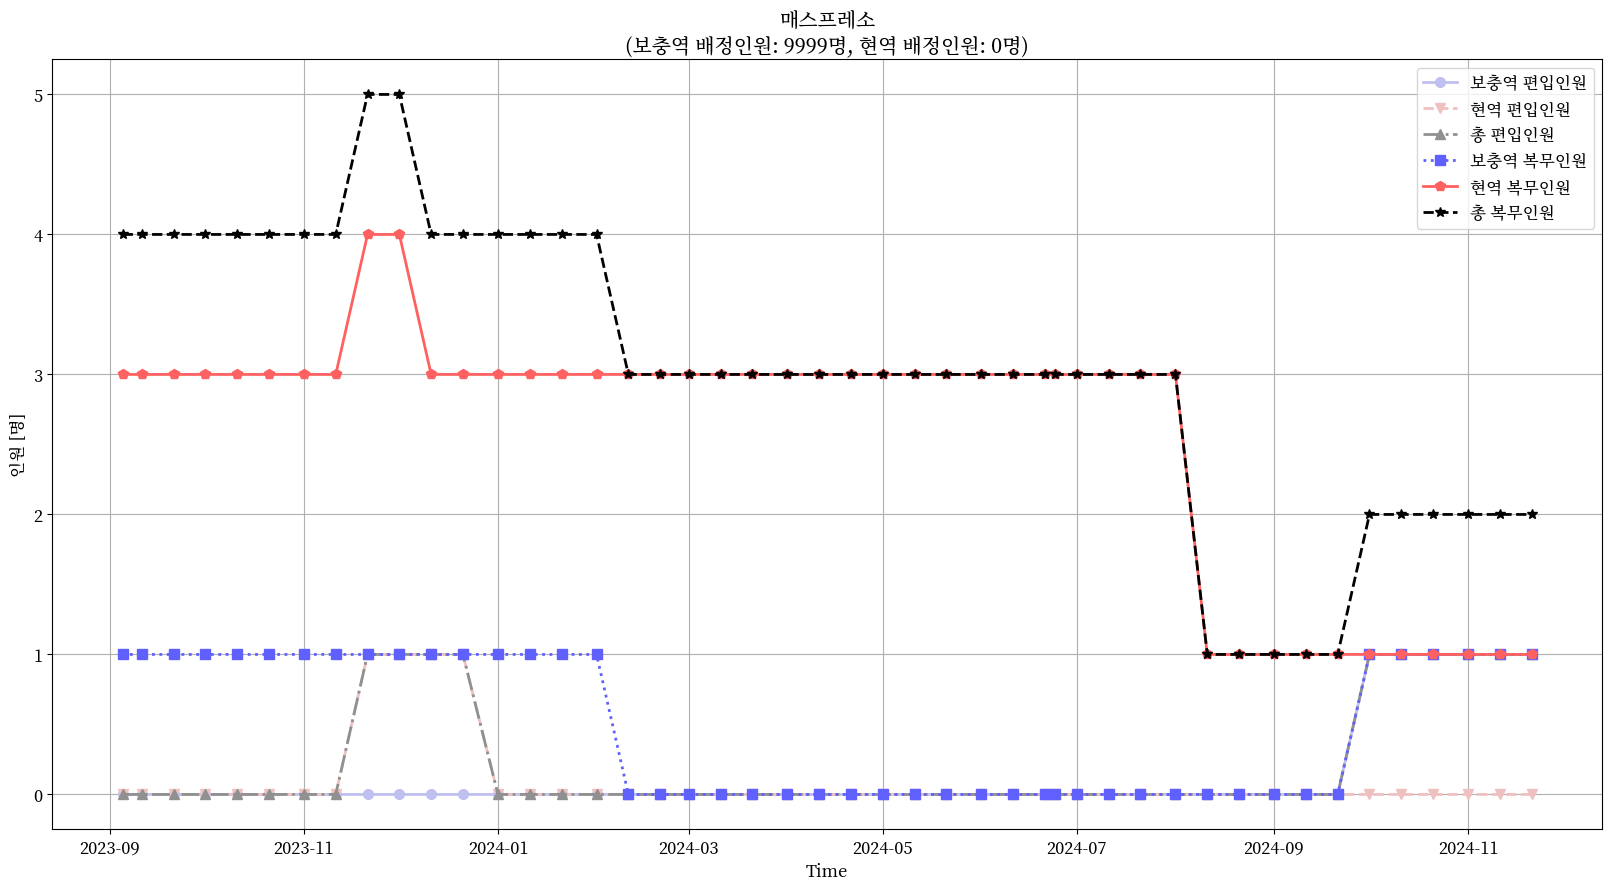 매스프레소
(보충역 배정인원: 9999명, 현역 배정인원: 0명)
보충역 편입인원
현역 편입인원
총 편입인원
보충역 복무인원
현역 복무인원
총 복무인원
인원 [명]
5
4
3
2
1
0
2023-09
2023-11
2024-01
2024-03
2024-05
2024-07
2024-09
2024-11
Time